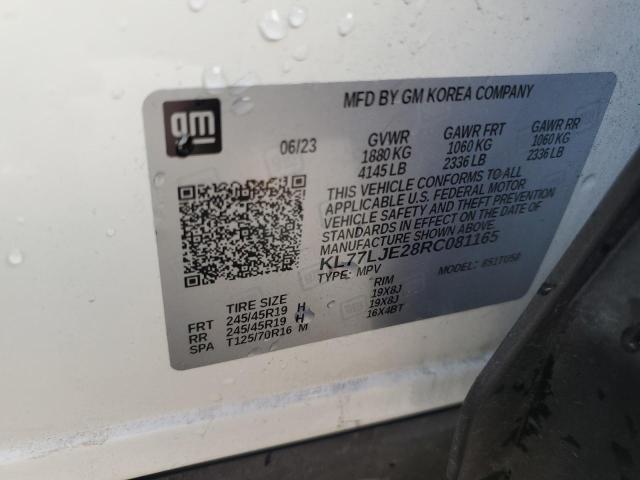 gm
MFD BY GM KOREA COMPANY
06/23 GVWR GAWR FRT GAWR RR
1880 KG 1060 KG 1060 KG
4145 LB 2336 LB 2336 LB
THIS VEHICLE CONFORMS TO ALL
APPLICABLE U.S. FEDERAL MOTOR
VEHICLE SAFETY AND THEFT PREVENTION
STANDARDS IN EFFECT ON THE DATE OF
MANUFACTURE SHOWN ABOVE.
KL77LJE28RC081165
TYPE: MPV MODEL: 851TU58
TIRE SIZE RIM
FRT 245/45R19 H 19X8J
RR 245/45R19 H 19X8J
SPA T125/70R16 M 16X4BT